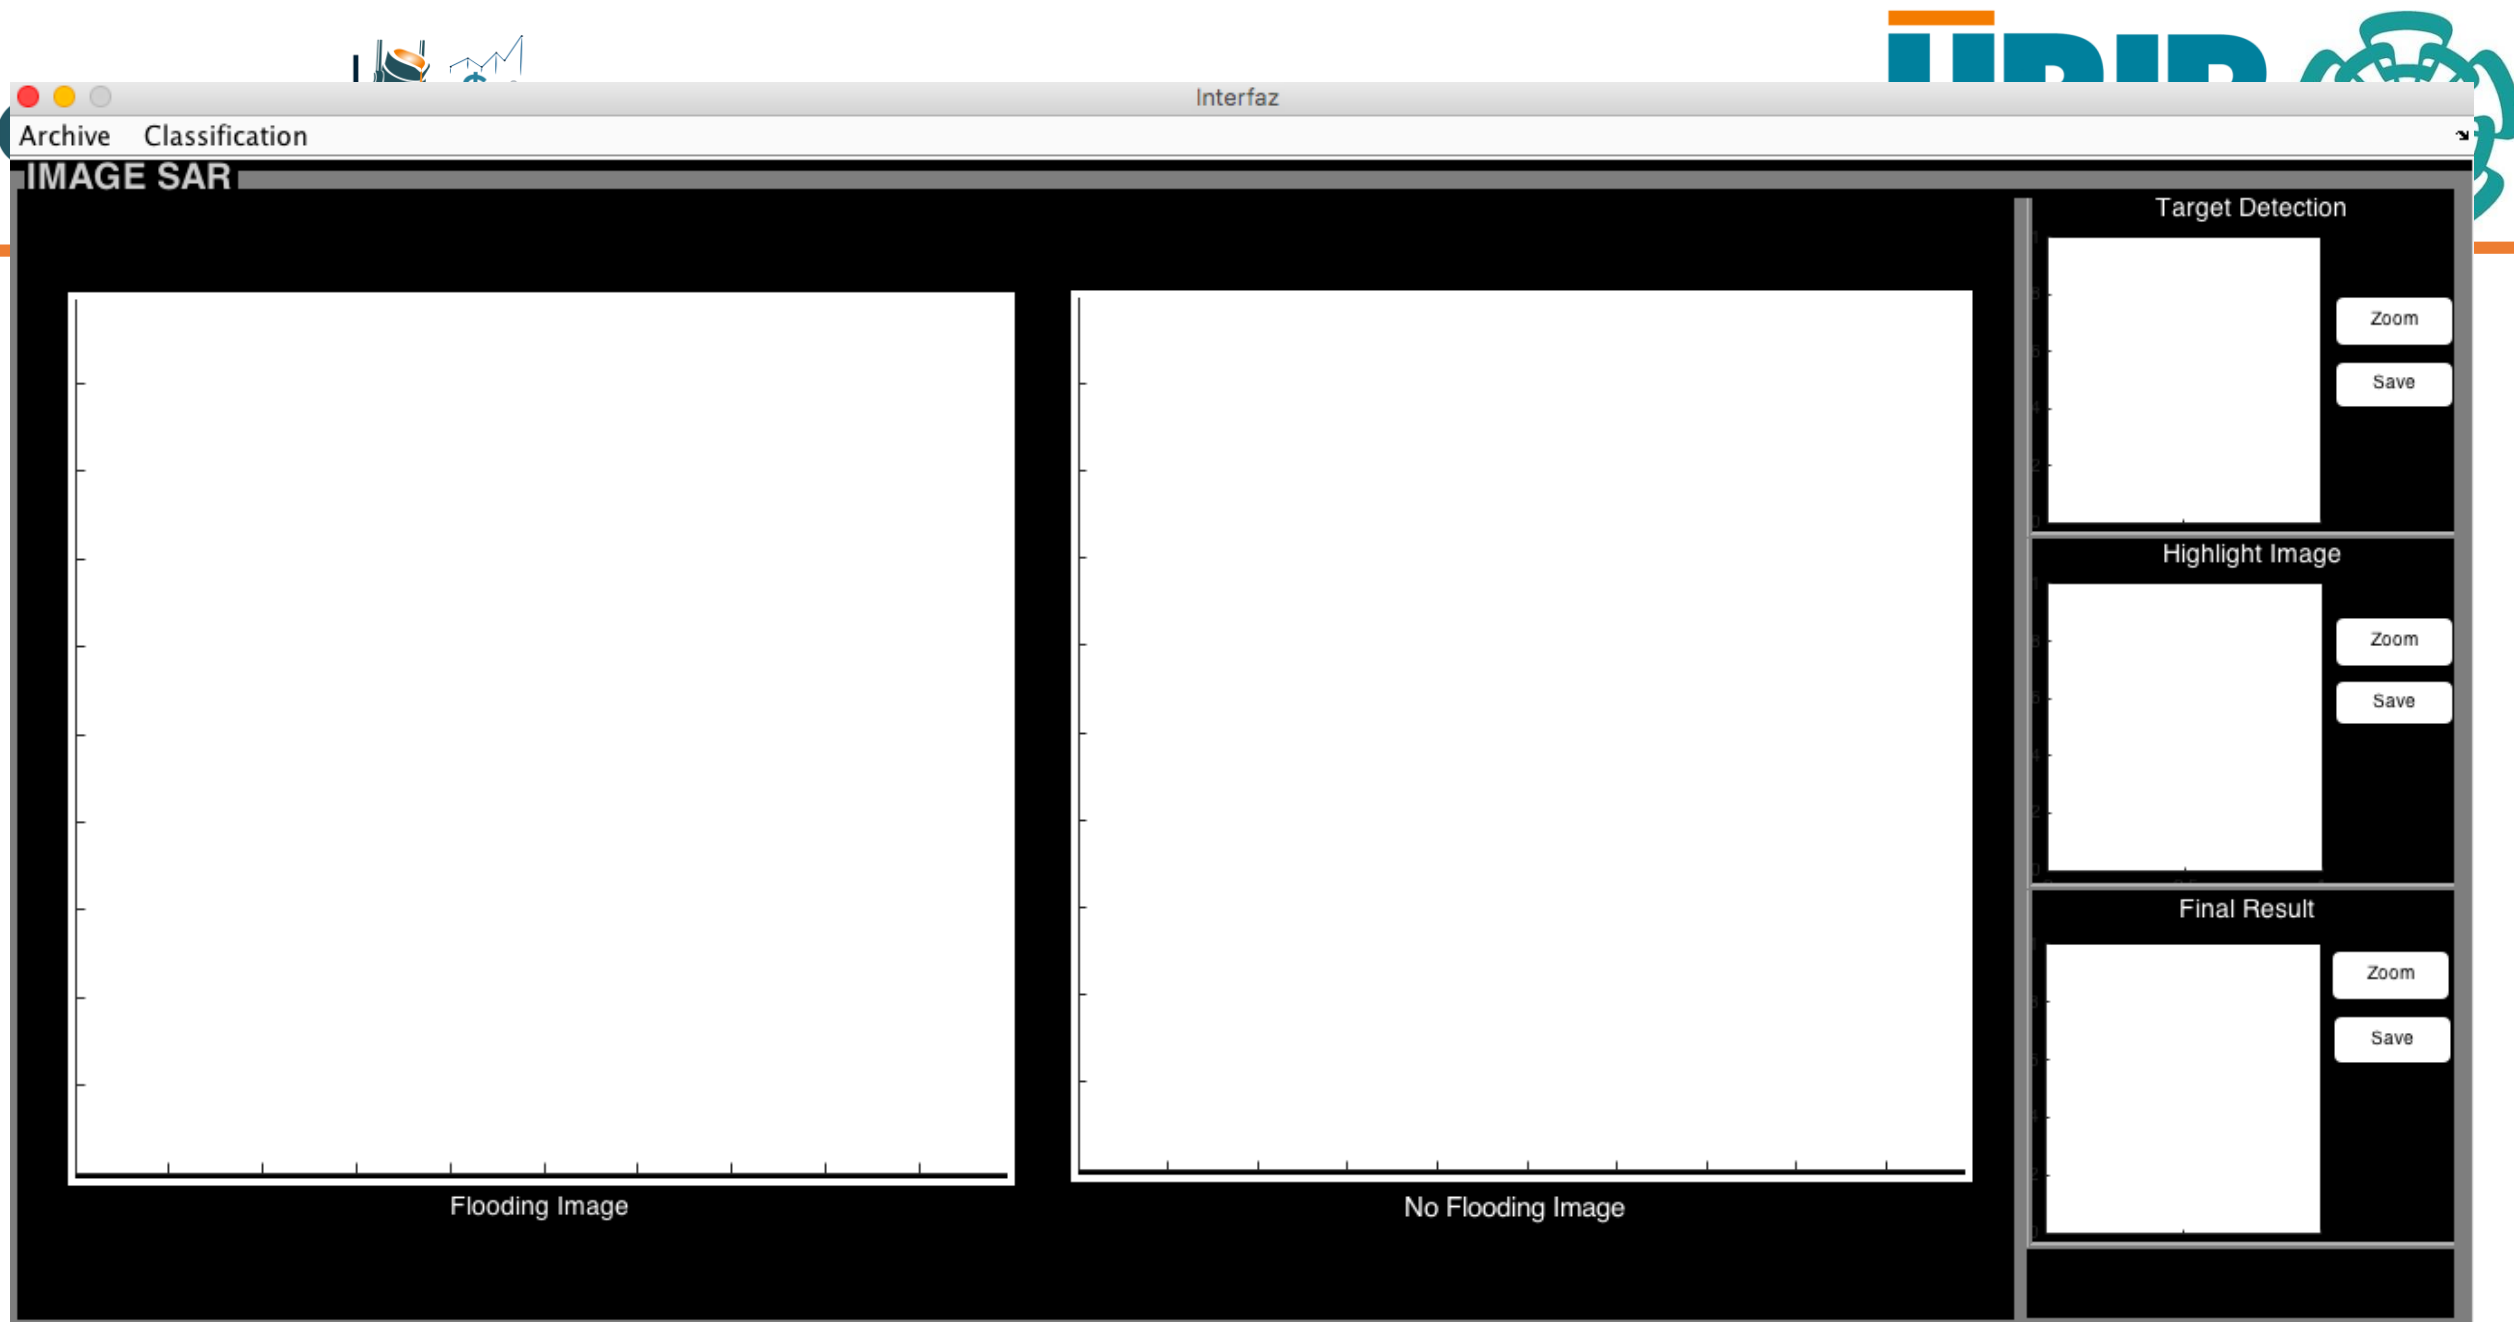 Interfaz
Archive Classification
IMAGE SAR
Target Detection
Zoom
Save
Highlight Image
Zoom
Save
Final Result
Zoom
Save
Flooding Image
No Flooding Image